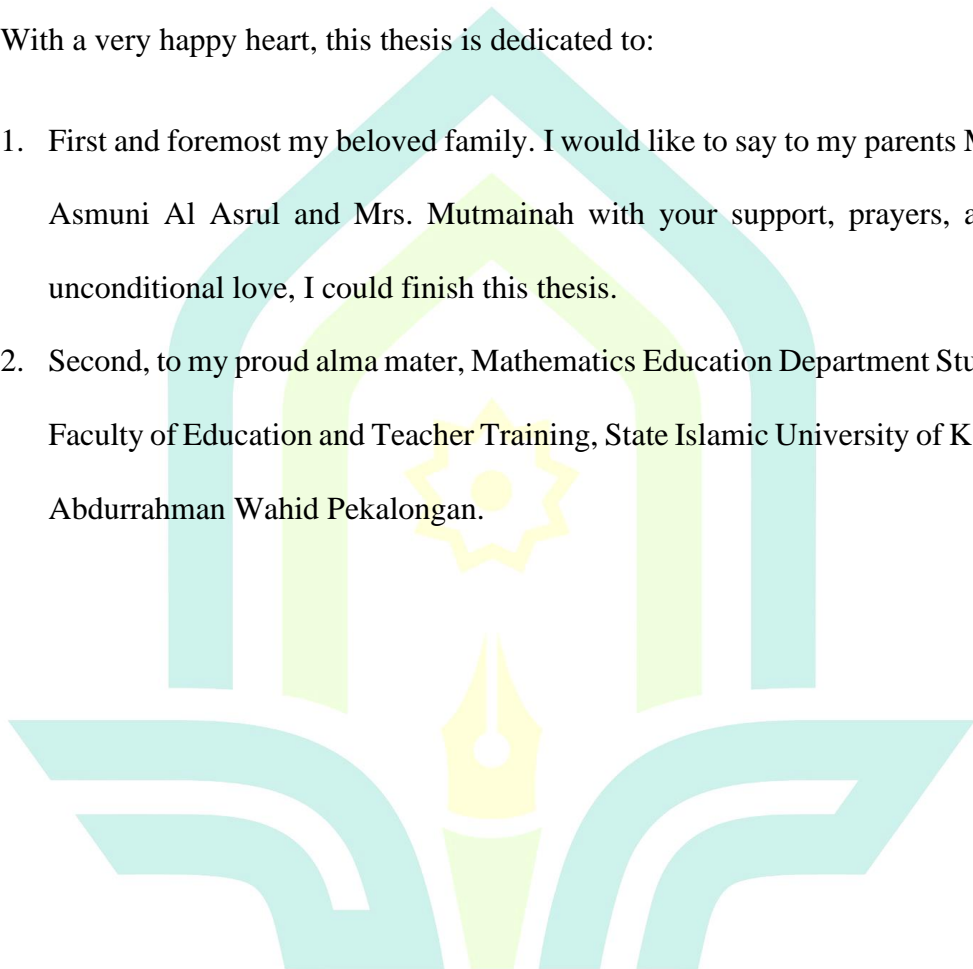 With a very happy heart, this thesis is dedicated to:
1. First and foremost my beloved family. I would like to say to my parents
Asmuni Al Asrul and Mrs. Mutmainah with your support, prayers,
unconditional love, I could finish this thesis.
2. Second, to my proud alma mater, Mathematics Education Department
Faculty of Education and Teacher Training, State Islamic University of
Abdurrahman Wahid Pekalongan.